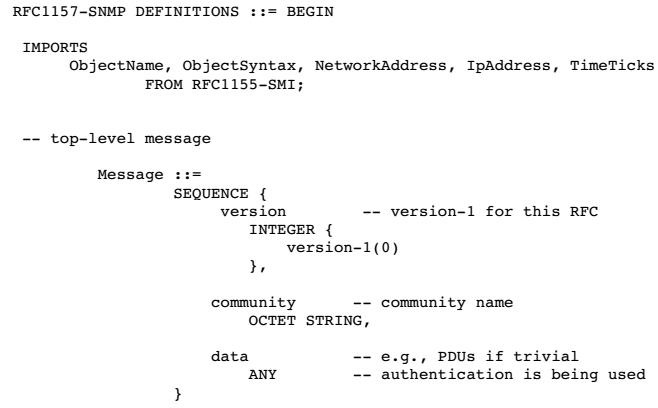 RFC1157-SNMP DEFINITIONS ::= BEGIN
IMPORTS
ObjectName, ObjectSyntax, NetworkAddress, IpAddress, TimeTicks
FROM RFC1155-SMI;
-- top-level message
Message ::=
SEQUENCE {
version -- version-1 for this RFC
INTEGER {
version-1(0)
},
community -- community name
OCTET STRING,
data -- e.g., PDUs if trivial
ANY -- authentication is being used
}